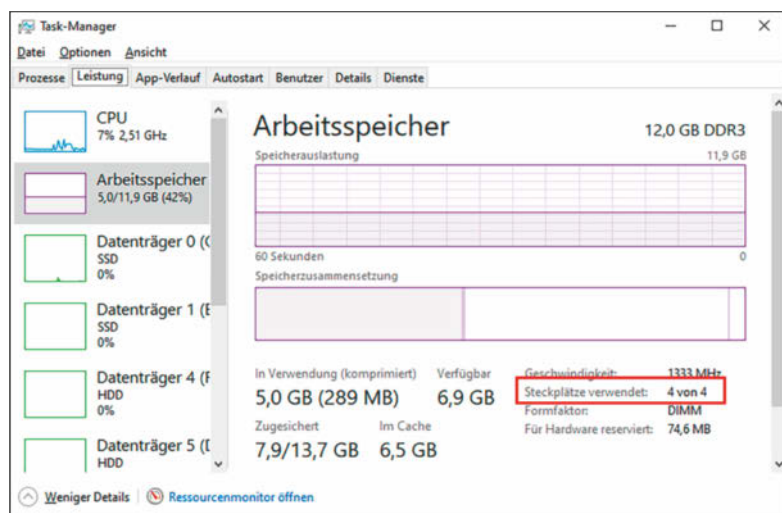 Task-Manager
Datei Optionen Ansicht
Prozesse Leistung App-Verlauf Autostart Benutzer Details Dienste
CPU
7% 2,51 GHz
Arbeitsspeicher
5,0/11,9 GB (42%)
Datenträger 0 (C
SSD
0%
Datenträger 1 (E
SSD
0%
Datenträger 4 (F
HDD
0%
Datenträger 5 (D
HDD
Arbeitsspeicher 12,0 GB DDR3
Speicherauslastung 11,9 GB
60 Sekunden 0
Speicherzusammensetzung
In Verwendung (komprimiert) Verfügbar
5,0 GB (289 MB) 6,9 GB
Zugesichert Im Cache
7,9/13,7 GB 6,5 GB
Geschwindigkeit: 1333 MHz
Steckplätze verwendet: 4 von 4
Formfaktor: DIMM
Für Hardware reserviert: 74,6 MB
Weniger Details Ressourcenmonitor öffnen